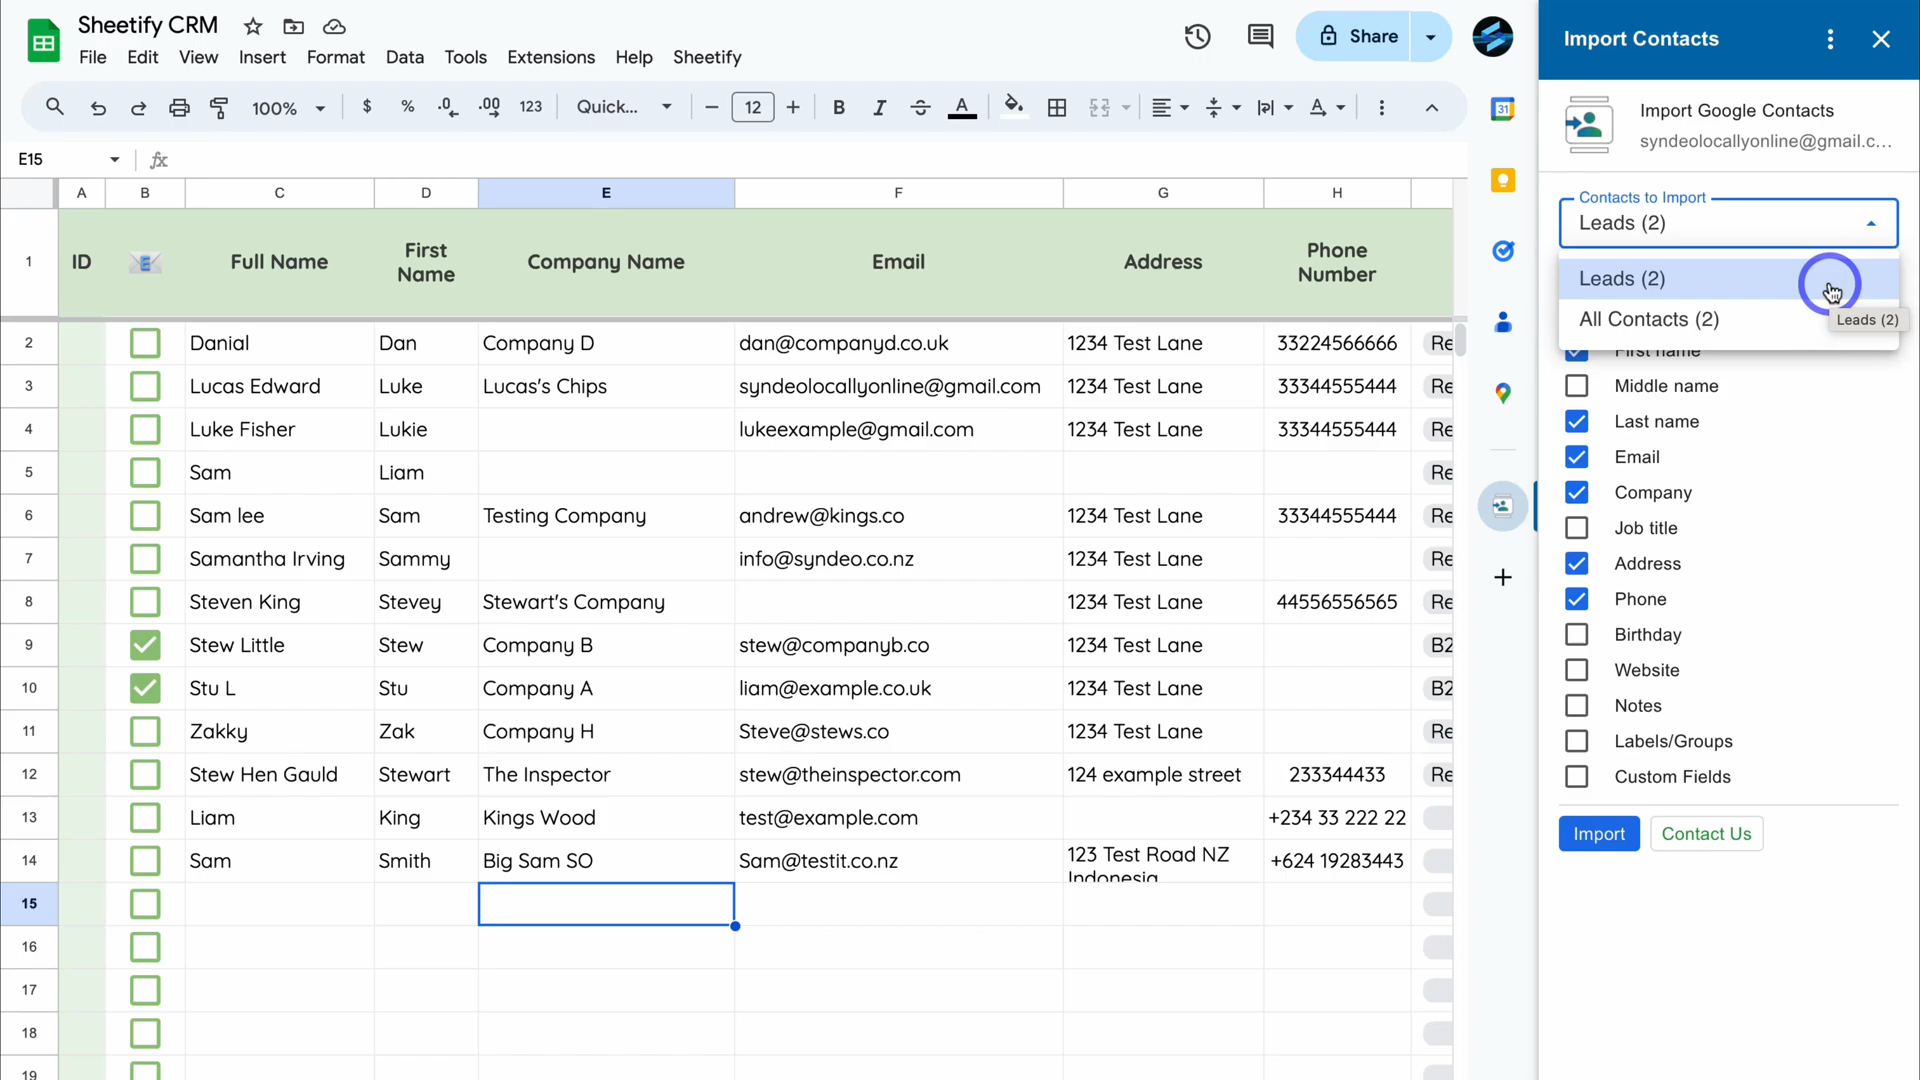 Sheetify CRM
File Edit View Insert Format Data Tools Extensions Help Sheetify
Share
100% $ % .0 .00 123 Quick... 12 B I A A
E15 fx
A B C D E F G H
1 ID E Full Name First Name Company Name Email Address Phone Number
2 Danial Dan Company D dan@companyd.co.uk 1234 Test Lane 33224566666 Re
3 Lucas Edward Luke Lucas's Chips syndeolocallyonline@gmail.com 1234 Test Lane 33344555444 Re
4 Luke Fisher Lukie lukeexample@gmail.com 1234 Test Lane 33344555444 Re
5 Sam Liam Re
6 Sam lee Sam Testing Company andrew@kings.co 1234 Test Lane 33344555444 Re
7 Samantha Irving Sammy info@syndeo.co.nz 1234 Test Lane Re
8 Steven King Stevey Stewart's Company 1234 Test Lane 44556556565 Re
9 Stew Little Stew Company B stew@companyb.co 1234 Test Lane B2
10 Stu L Stu Company A liam@example.co.uk 1234 Test Lane B2
11 Zakky Zak Company H Steve@stews.co 1234 Test Lane Re
12 Stew Hen Gauld Stewart The Inspector stew@theinspector.com 124 example street 233344433 Re
13 Liam King Kings Wood test@example.com +234 33 222 22
14 Sam Smith Big Sam SO Sam@testit.co.nz 123 Test Road NZ Indonesia +624 19283443
15
16
17
18
19
31
Import Contacts
Import Google Contacts
syndeolocallyonline@gmail.c...
Contacts to Import
Leads (2)
Leads (2)
All Contacts (2)
Leads (2)
First name
Middle name
Last name
Email
Company
Job title
Address
Phone
Birthday
Website
Notes
Labels/Groups
Custom Fields
Import Contact Us